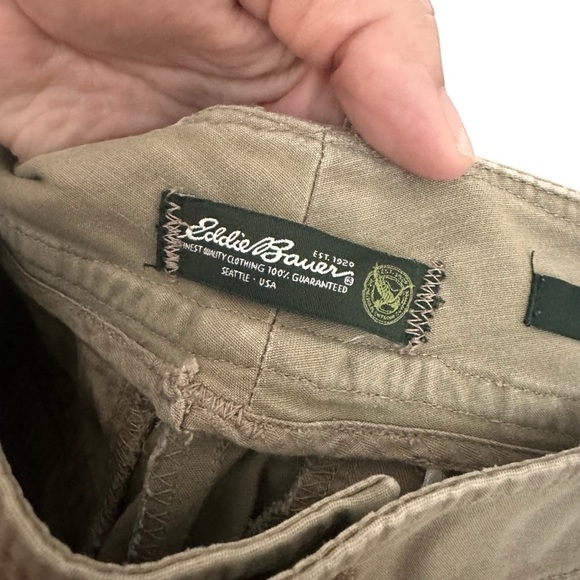 Eddie Bauer
EST. 1920
FINEST QUALITY CLOTHING 100% GUARANTEED
SEATTLE · USA